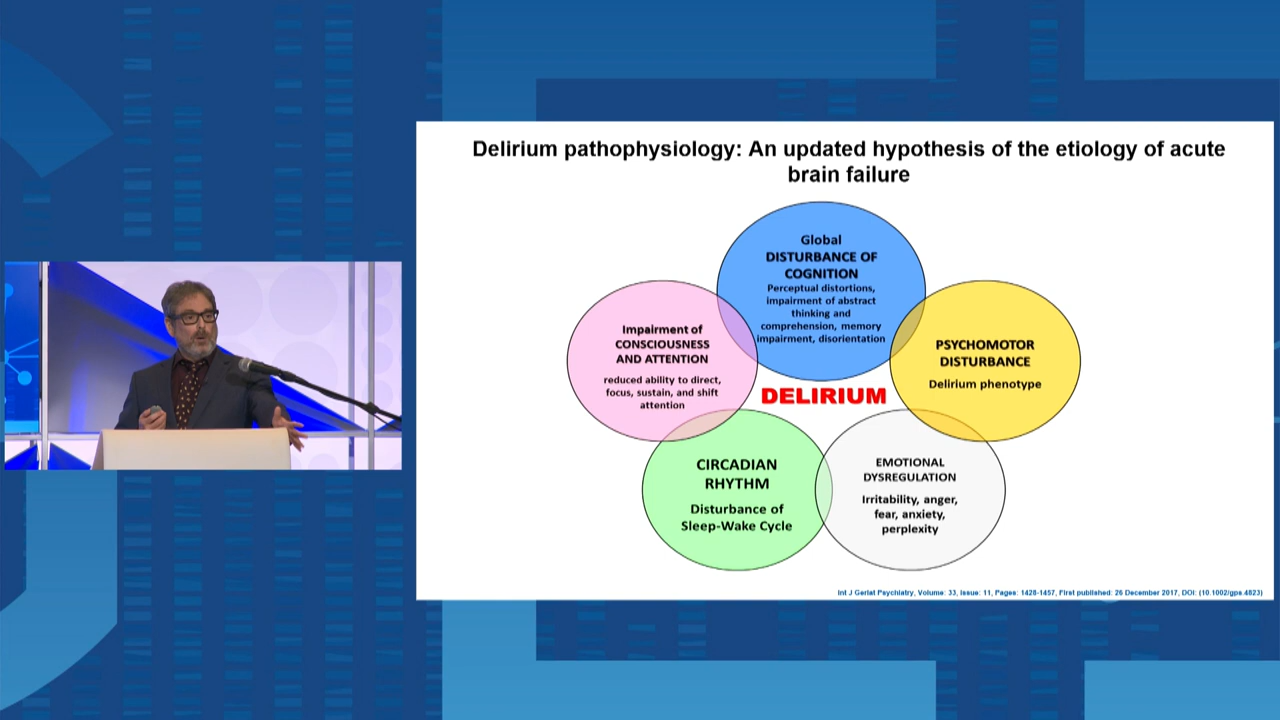 Delirium pathophysiology: An updated hypothesis of the etiology of acute
brain failure
Global
DISTURBANCE OF
COGNITION
Perceptual distortions,
impairment of abstract
thinking and
comprehension, memory
impairment, disorientation
Impairment of
CONSCIOUSNESS
AND ATTENTION
reduced ability to direct,
focus, sustain, and shift
attention
PSYCHOMOTOR
DISTURBANCE
Delirium phenotype
DELIRIUM
CIRCADIAN
RHYTHM
Disturbance of
Sleep-Wake Cycle
EMOTIONAL
DYSREGULATION
Irritability, anger,
fear, anxiety,
perplexity
Int J Geriat Psychiatry, Volume: 33, Issue: 11, Pages: 1428-1457, First published: 26 December 2017, DOI: (10.1002/gps.4823)